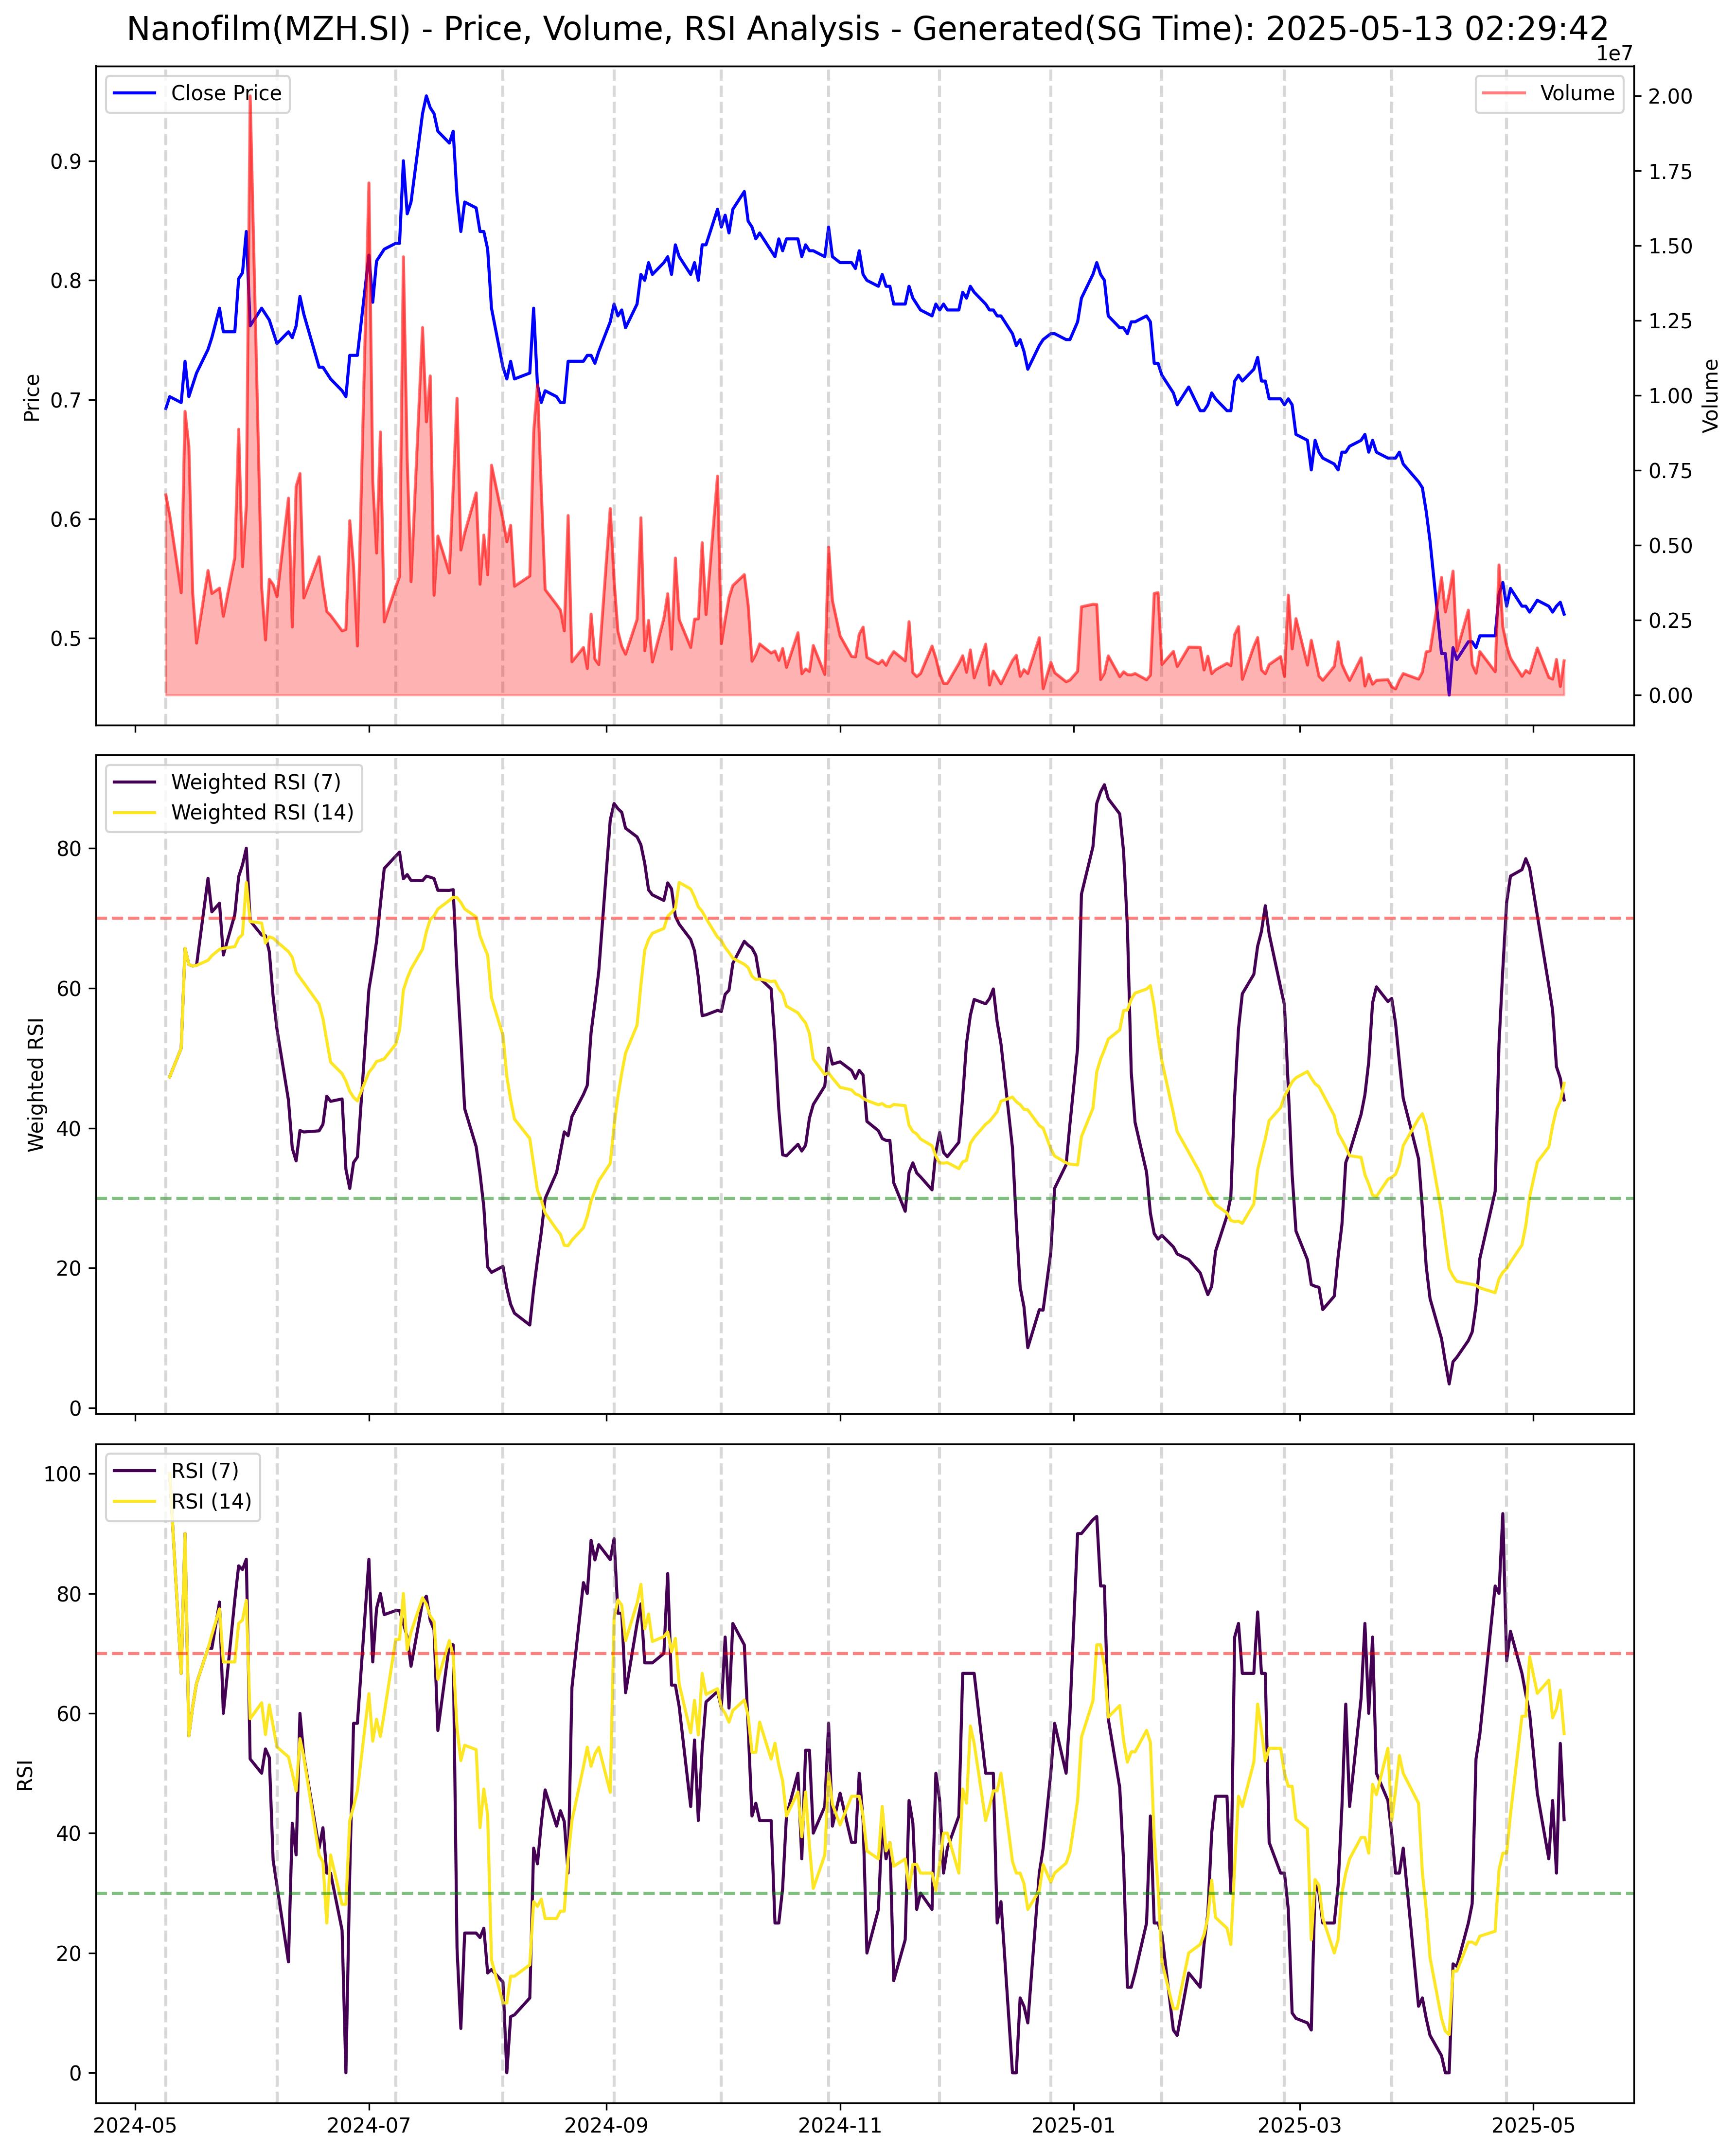 Nanofilm(MZH.SI) - Price, Volume, RSI Analysis - Generated(SG Time): 2025-05-13 02:29:42
1e7
Close Price
Volume
0.9
0.8
0.7
0.6
0.5
Price
2.00
1.75
1.50
1.25
1.00
0.75
0.50
0.25
0.00
Volume
Weighted RSI (7)
Weighted RSI (14)
80
60
40
20
0
Weighted RSI
RSI (7)
RSI (14)
100
80
60
40
20
0
RSI
2024-05
2024-07
2024-09
2024-11
2025-01
2025-03
2025-05